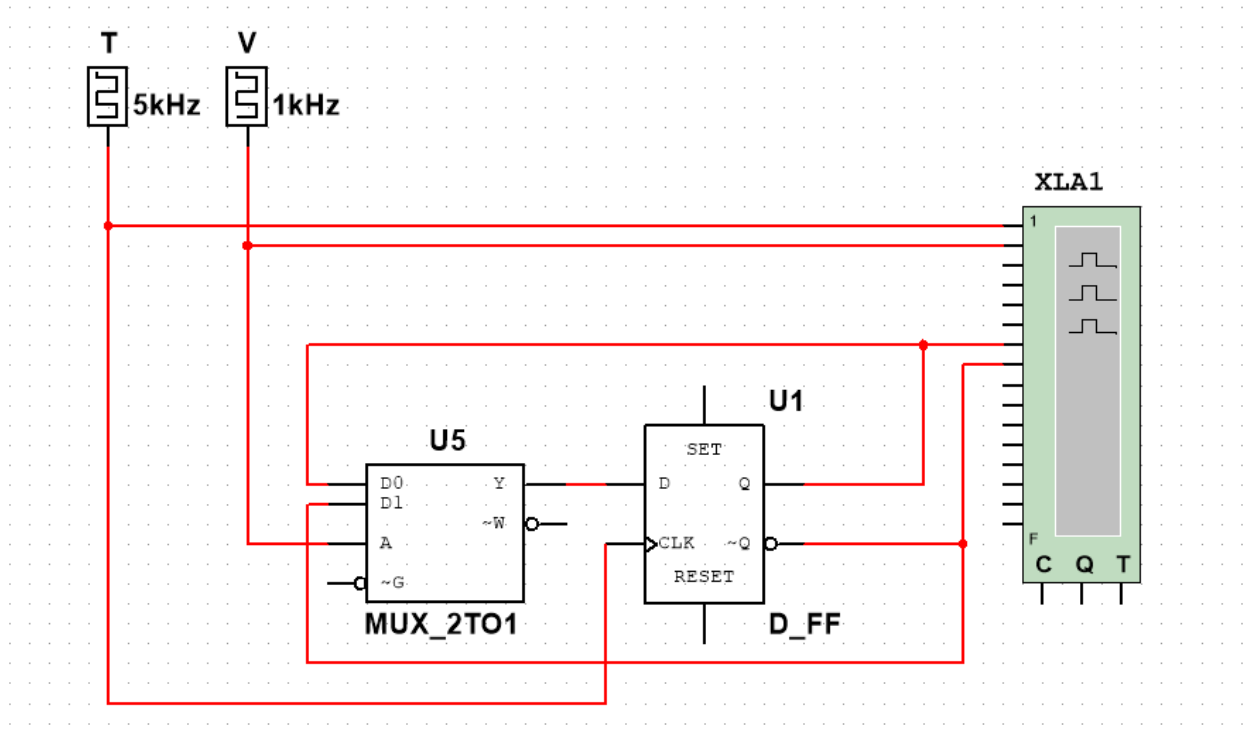 T
V
5kHz
1kHz
XLA1
1
U1
U5
SET
D0
Y
D
Q
D1
~W
A
CLK
~Q
F
~G
RESET
C Q T
MUX_2TO1
D_FF